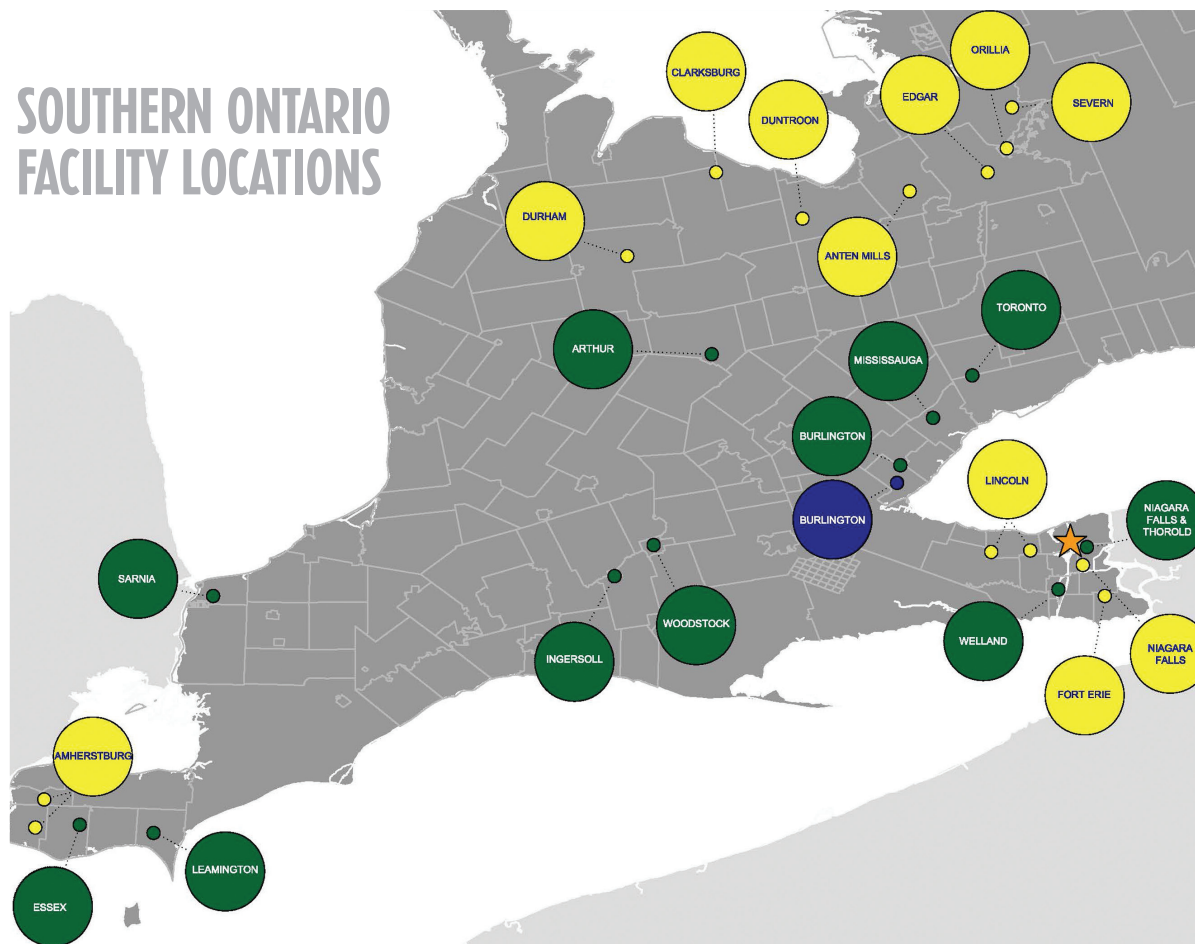 SOUTHERN ONTARIO
FACILITY LOCATIONS
CLARKSBURG
DUNTROON
EDGAR
ORILLIA
SEVERN
DURHAM
ANTEN MILLS
ARTHUR
TORONTO
MISSISSAUGA
BURLINGTON
BURLINGTON
LINCOLN
NIAGARA
FALLS &
THOROLD
SARNIA
WOODSTOCK
INGERSOLL
WELLAND
NIAGARA
FALLS
FORT ERIE
AMHERSTBURG
LEAMINGTON
ESSEX